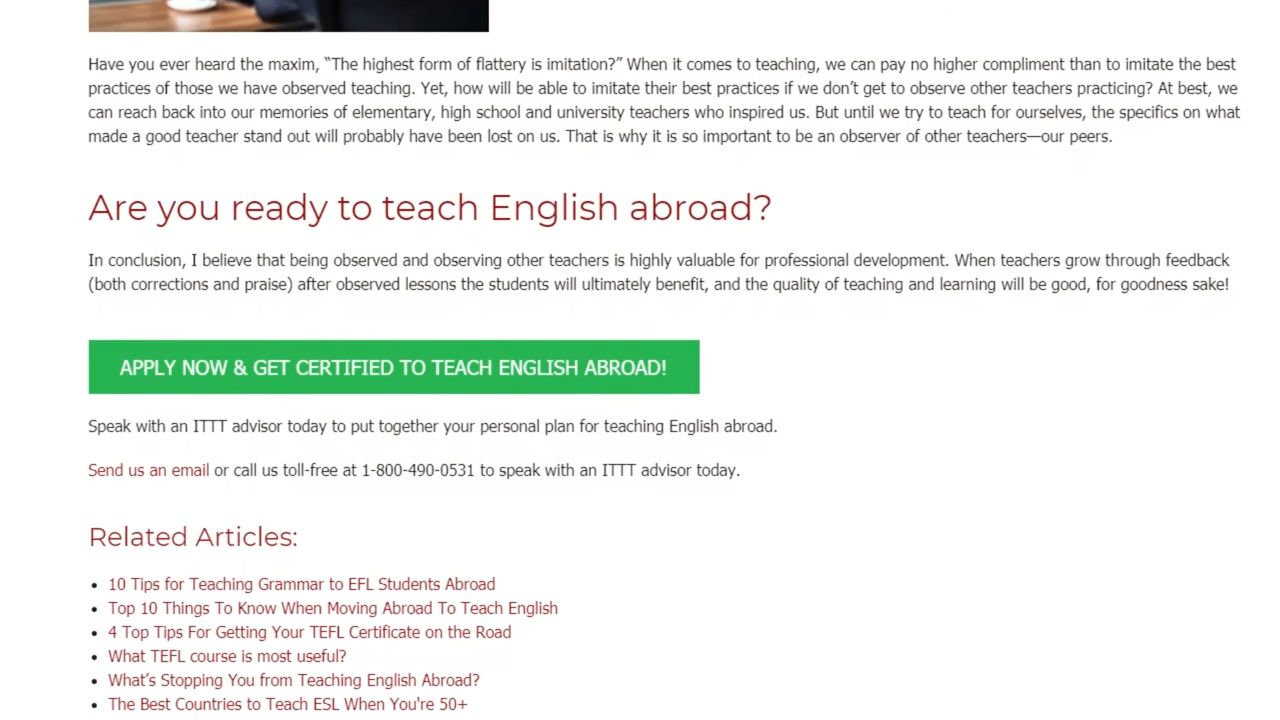 Have you ever heard the maxim, “The highest form of flattery is imitation?” When it comes to teaching, we can pay no higher compliment than to imitate the best
practices of those we have observed teaching. Yet, how will be able to imitate their best practices if we don’t get to observe other teachers practicing? At best, we
can reach back into our memories of elementary, high school and university teachers who inspired us. But until we try to teach for ourselves, the specifics on what
made a good teacher stand out will probably have been lost on us. That is why it is so important to be an observer of other teachers—our peers.
Are you ready to teach English abroad?
In conclusion, I believe that being observed and observing other teachers is highly valuable for professional development. When teachers grow through feedback
(both corrections and praise) after observed lessons the students will ultimately benefit, and the quality of teaching and learning will be good, for goodness sake!
APPLY NOW & GET CERTIFIED TO TEACH ENGLISH ABROAD!
Speak with an ITTT advisor today to put together your personal plan for teaching English abroad.
Send us an email or call us toll-free at 1-800-490-0531 to speak with an ITTT advisor today.
Related Articles:
• 10 Tips for Teaching Grammar to EFL Students Abroad
• Top 10 Things To Know When Moving Abroad To Teach English
• 4 Top Tips For Getting Your TEFL Certificate on the Road
• What TEFL course is most useful?
• What’s Stopping You from Teaching English Abroad?
• The Best Countries to Teach ESL When You're 50+